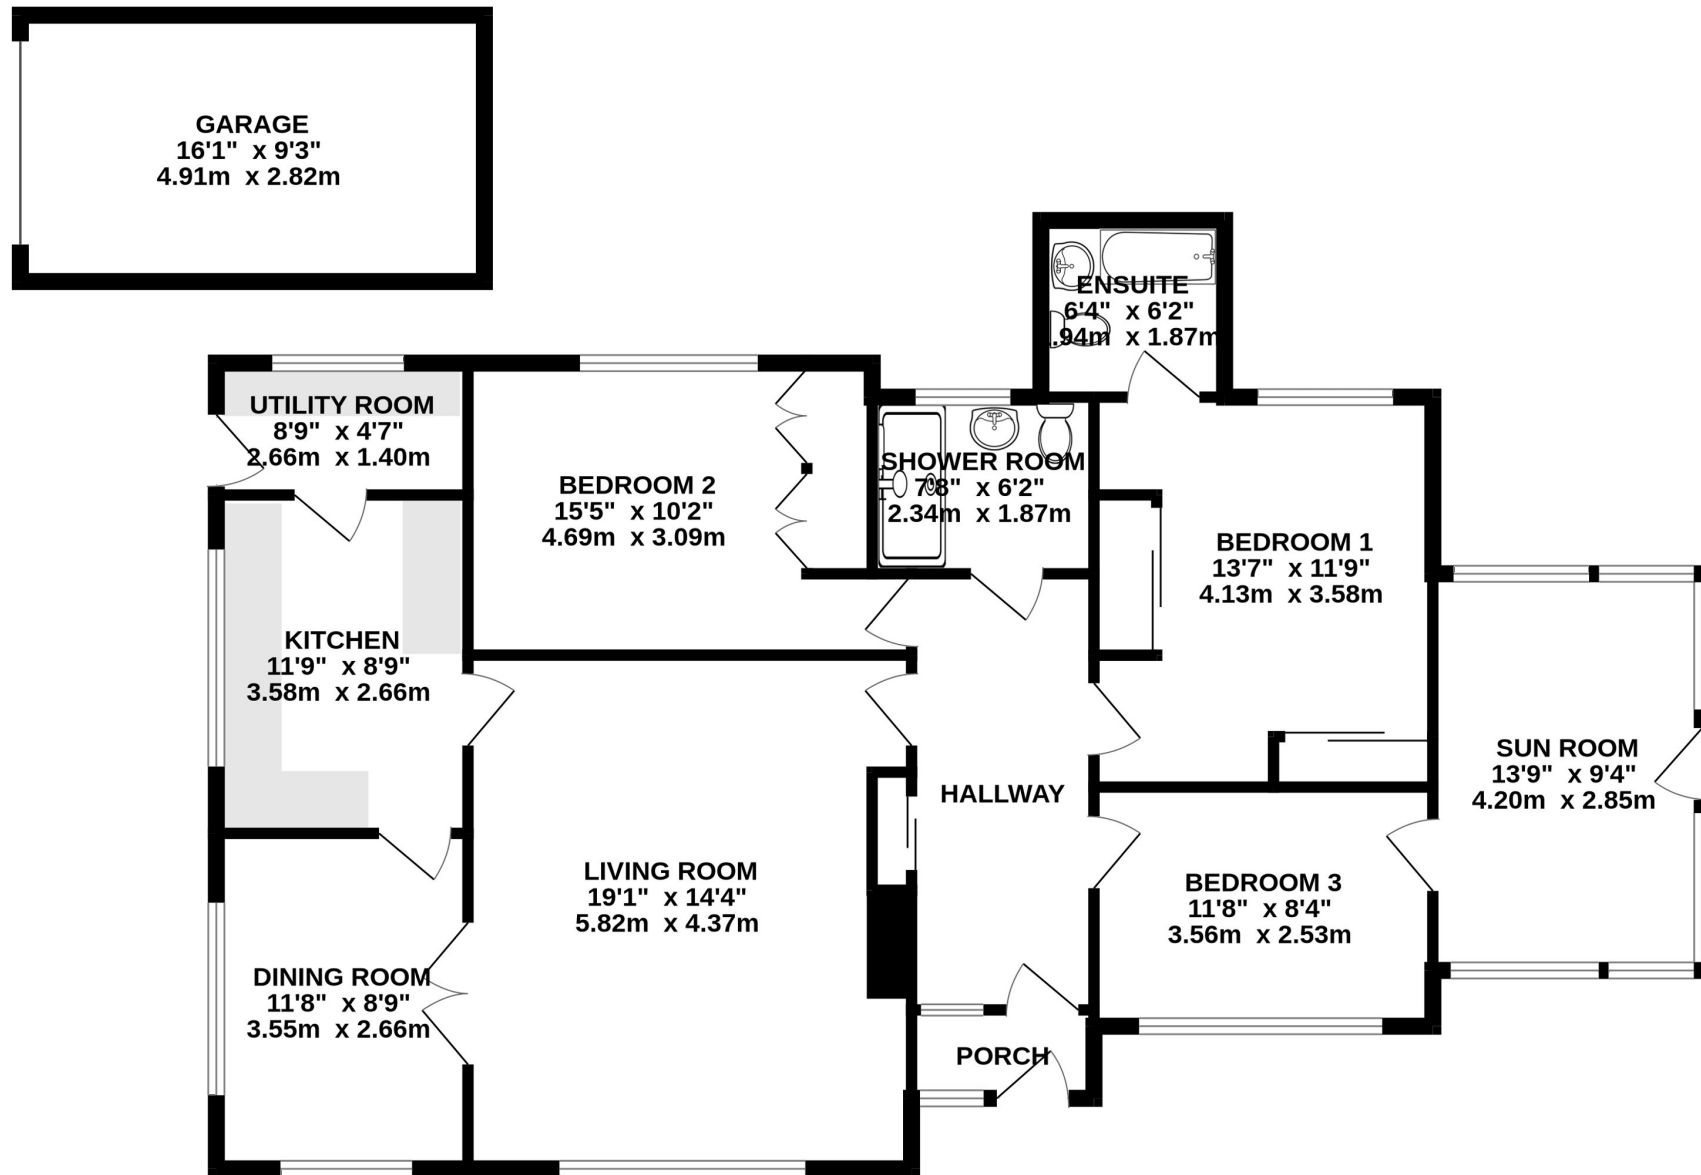 GARAGE
16'1" x 9'3"
4.91m x 2.82m
ENSUITE
6'4" x 6'2"
.94m x 1.87m
UTILITY ROOM
8'9" x 4'7"
2.66m x 1.40m
BEDROOM 2
15'5" x 10'2"
4.69m x 3.09m
SHOWER ROOM
7'8" x 6'2"
2.34m x 1.87m
BEDROOM 1
13'7" x 11'9"
4.13m x 3.58m
KITCHEN
11'9" x 8'9"
3.58m x 2.66m
SUN ROOM
13'9" x 9'4"
4.20m x 2.85m
HALLWAY
LIVING ROOM
19'1" x 14'4"
5.82m x 4.37m
BEDROOM 3
11'8" x 8'4"
3.56m x 2.53m
DINING ROOM
11'8" x 8'9"
3.55m x 2.66m
PORCH